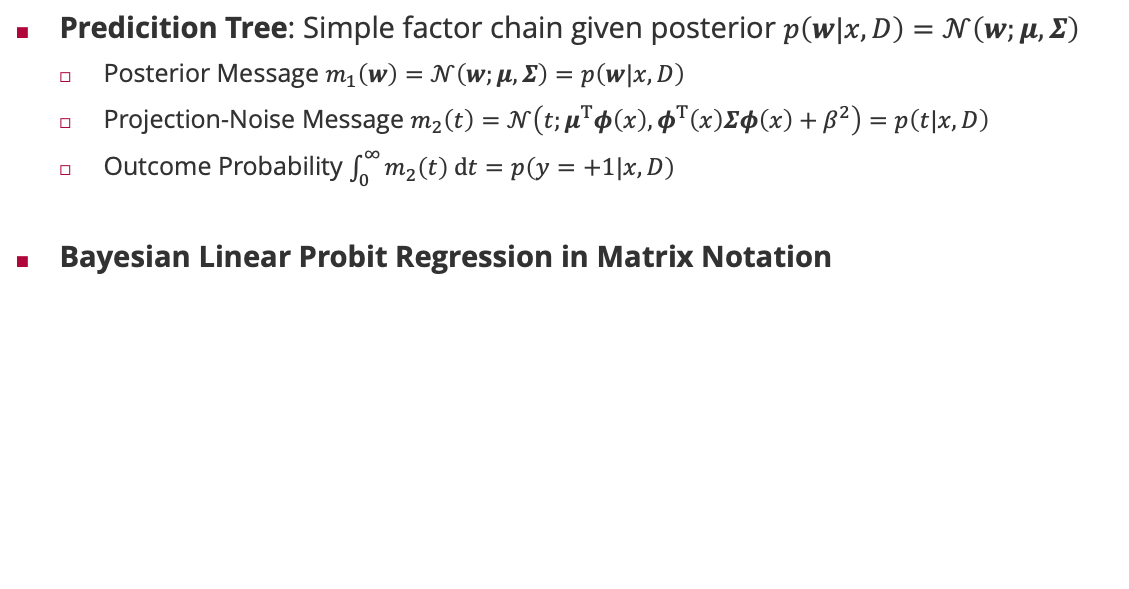 Predicition Tree: Simple factor chain given posterior p(w|x, D) = 𝒩(w; μ, Σ)
Posterior Message m₁(w) = 𝒩(w; μ, Σ) = p(w|x, D)
Projection-Noise Message m₂(t) = 𝒩(t; μᵀϕ(x), ϕᵀ(x)Σϕ(x) + β²) = p(t|x, D)
Outcome Probability ∫₀^∞ m₂(t) dt = p(y = +1|x, D)
Bayesian Linear Probit Regression in Matrix Notation